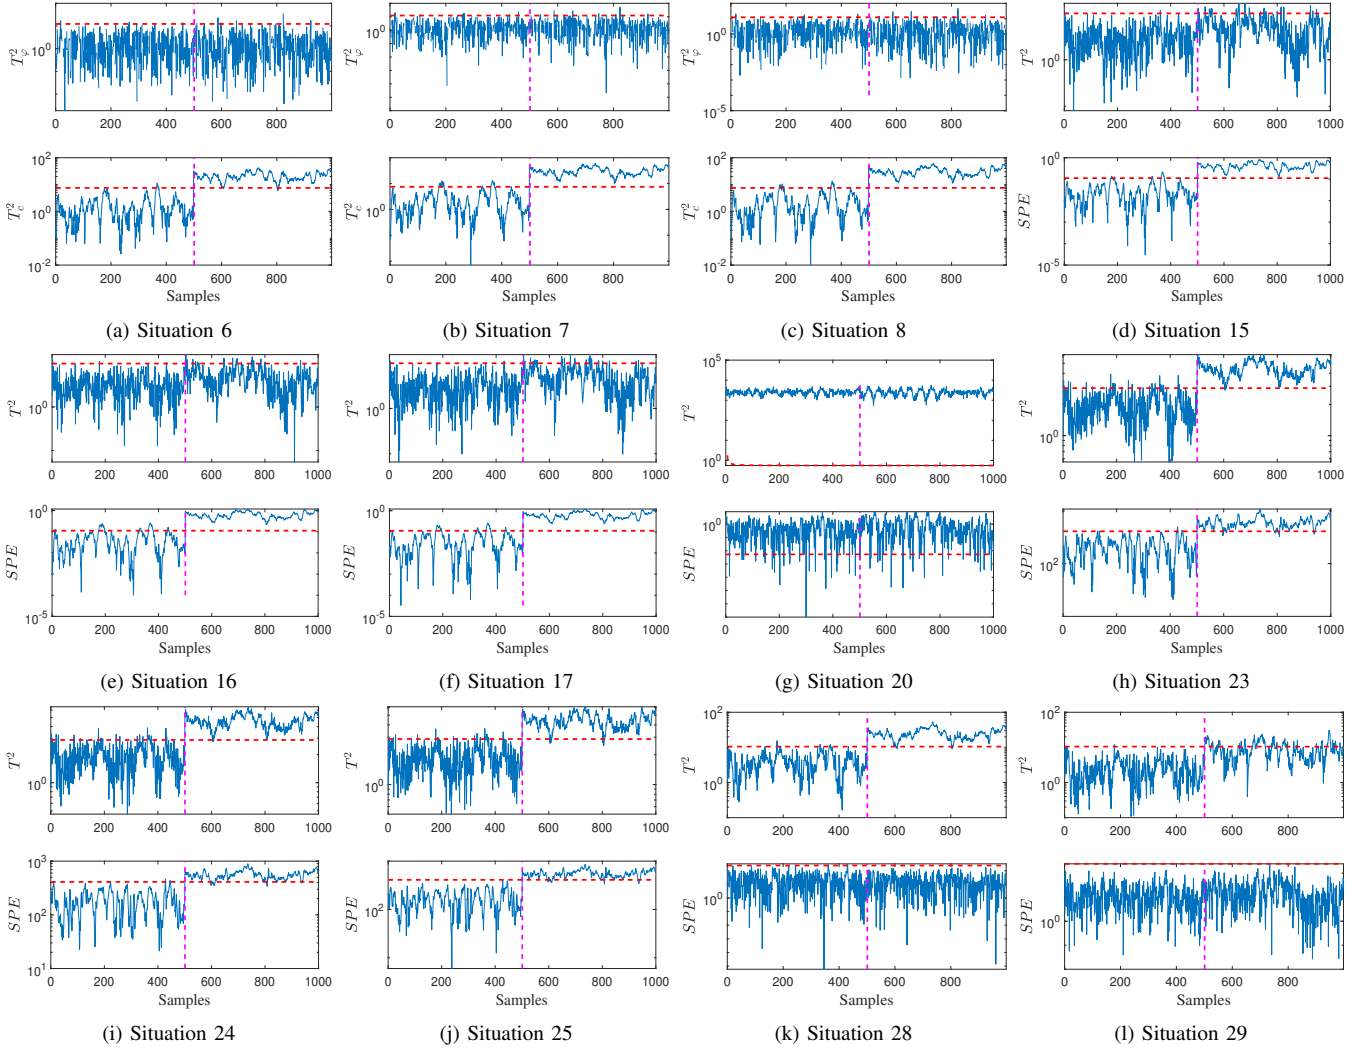 T²φ 10⁰ 0 200 400 600 800
T²φ 10⁰ 0 200 400 600 800
T²φ 10⁰ 10⁻⁵ 0 200 400 600 800
T² 10⁰ 0 200 400 600 800 1000
T²c 10² 10⁰ 10⁻² 0 200 400 600 800
T²c 10⁰ 0 200 400 600 800
T²c 10² 10⁰ 10⁻² 0 200 400 600 800
SPE 10⁰ 10⁻⁵ 0 200 400 600 800 1000
Samples Samples Samples Samples
(a) Situation 6 (b) Situation 7 (c) Situation 8 (d) Situation 15
T² 10⁰ 0 200 400 600 800 1000
T² 10⁰ 0 200 400 600 800 1000
T² 10⁵ 10⁰ 0 200 400 600 800 1000
T² 10⁰ 0 200 400 600 800 1000
SPE 10⁰ 10⁻⁵ 0 200 400 600 800 1000
SPE 10⁰ 10⁻⁵ 0 200 400 600 800 1000
SPE 10⁰ 0 200 400 600 800 1000
SPE 10² 0 200 400 600 800 1000
Samples Samples Samples Samples
(e) Situation 16 (f) Situation 17 (g) Situation 20 (h) Situation 23
T² 10⁰ 0 200 400 600 800 1000
T² 10⁰ 0 200 400 600 800 1000
T² 10² 10⁰ 0 200 400 600 800
T² 10² 10⁰ 0 200 400 600 800
SPE 10³ 10² 10¹ 0 200 400 600 800 1000
SPE 10² 0 200 400 600 800 1000
SPE 10⁰ 0 200 400 600 800
SPE 10⁰ 0 200 400 600 800
Samples Samples Samples Samples
(i) Situation 24 (j) Situation 25 (k) Situation 28 (l) Situation 29